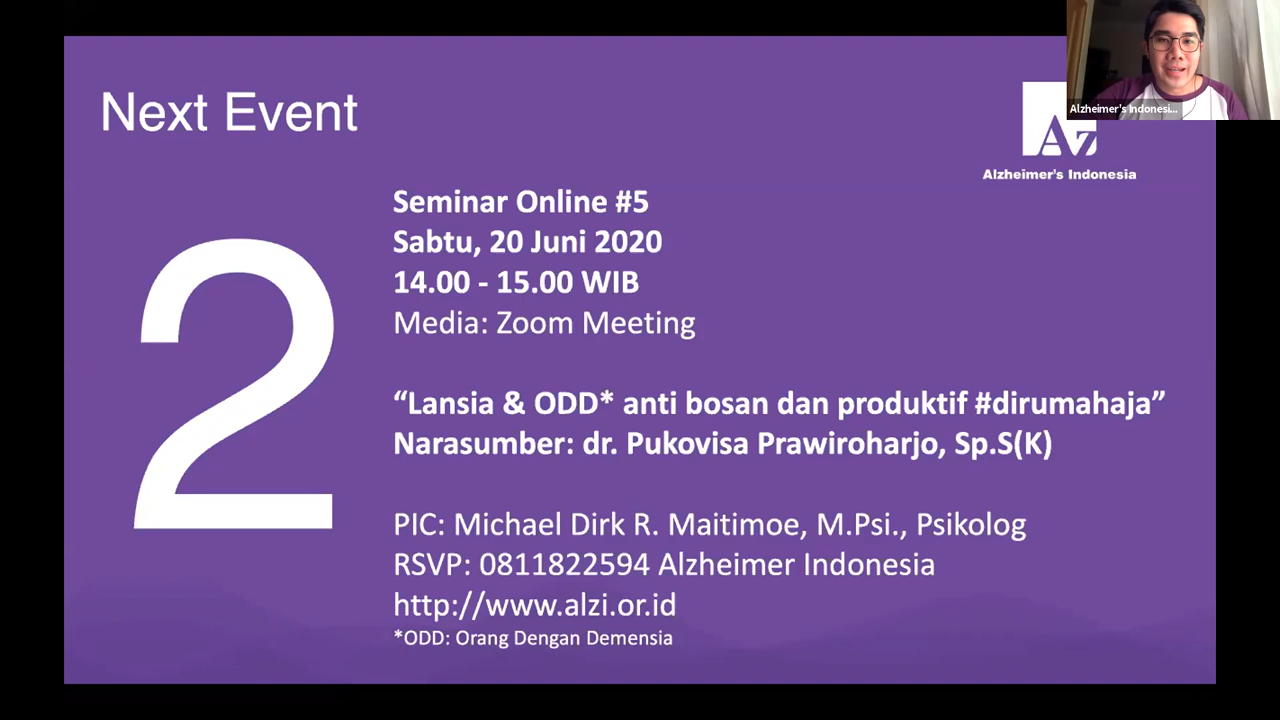 Next Event
Alzheimer's Indonesi...
Az
Alzheimer's Indonesia
2
Seminar Online #5
Sabtu, 20 Juni 2020
14.00 - 15.00 WIB
Media: Zoom Meeting
“Lansia & ODD* anti bosan dan produktif #dirumahaja”
Narasumber: dr. Pukovisa Prawiroharjo, Sp.S(K)
PIC: Michael Dirk R. Maitimoe, M.Psi., Psikolog
RSVP: 0811822594 Alzheimer Indonesia
http://www.alzi.or.id
*ODD: Orang Dengan Demensia